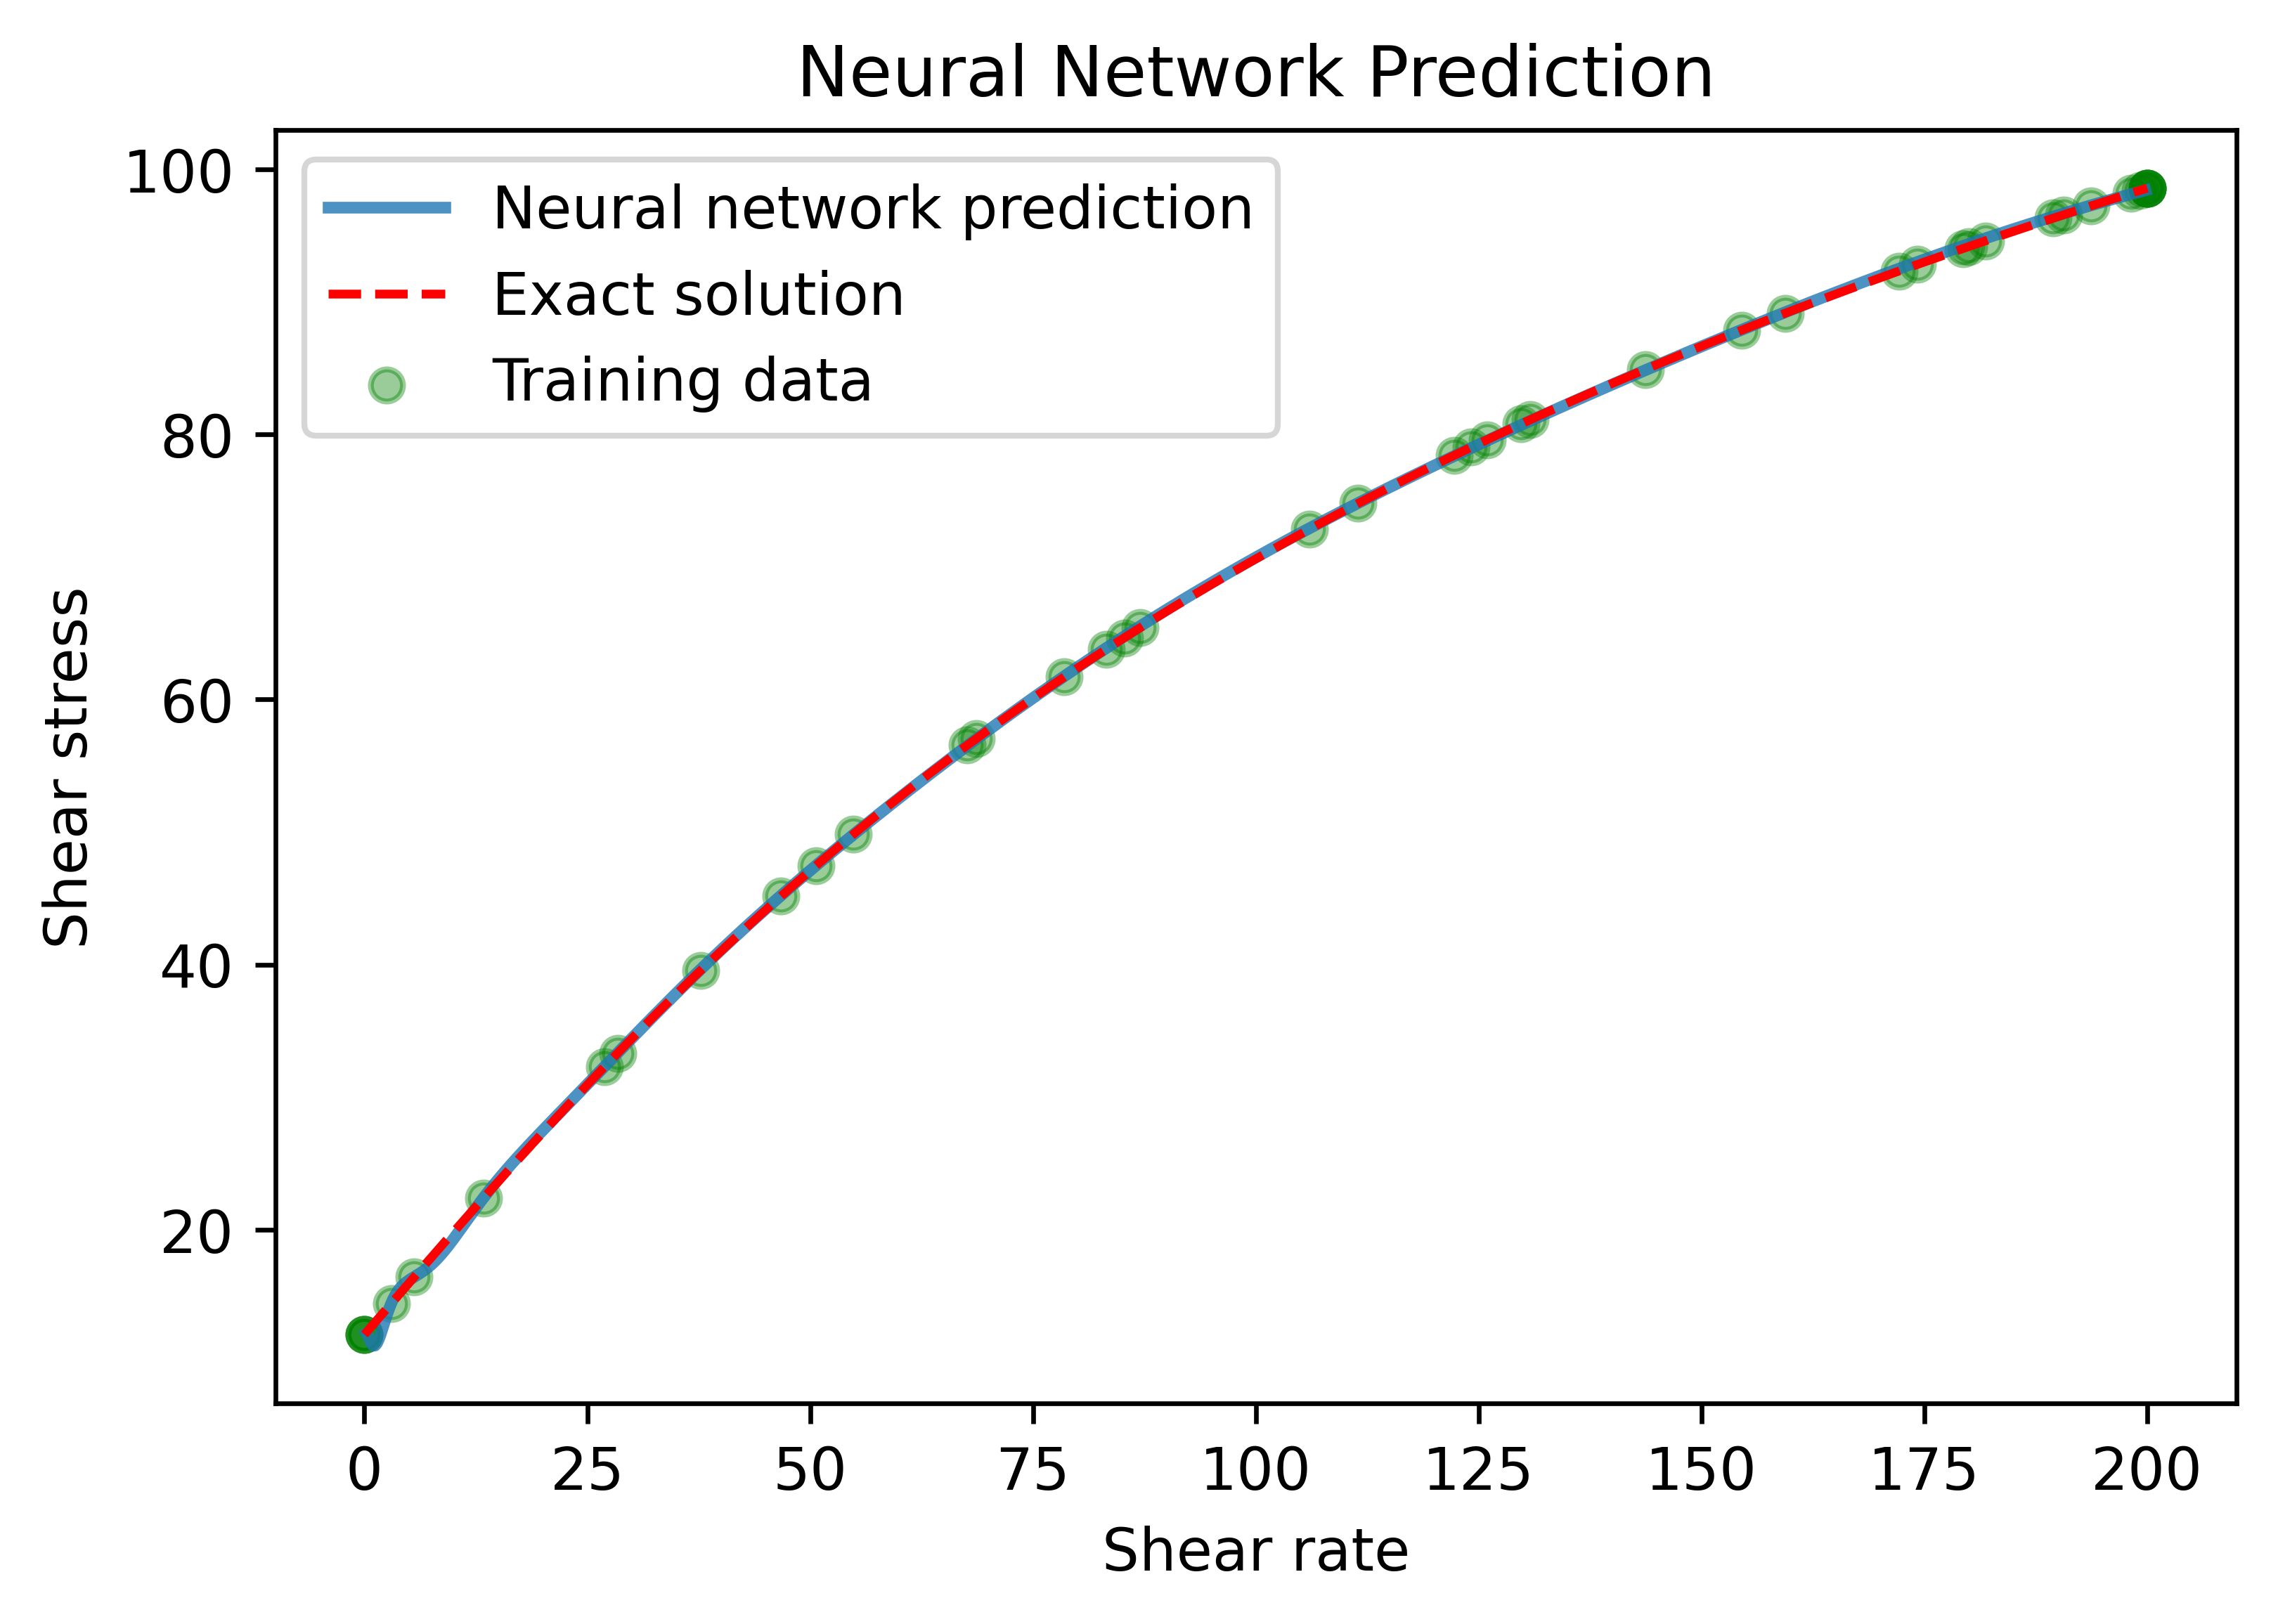 Neural Network Prediction
100
80
60
40
20
Shear stress
Neural network prediction
Exact solution
Training data
0 25 50 75 100 125 150 175 200
Shear rate